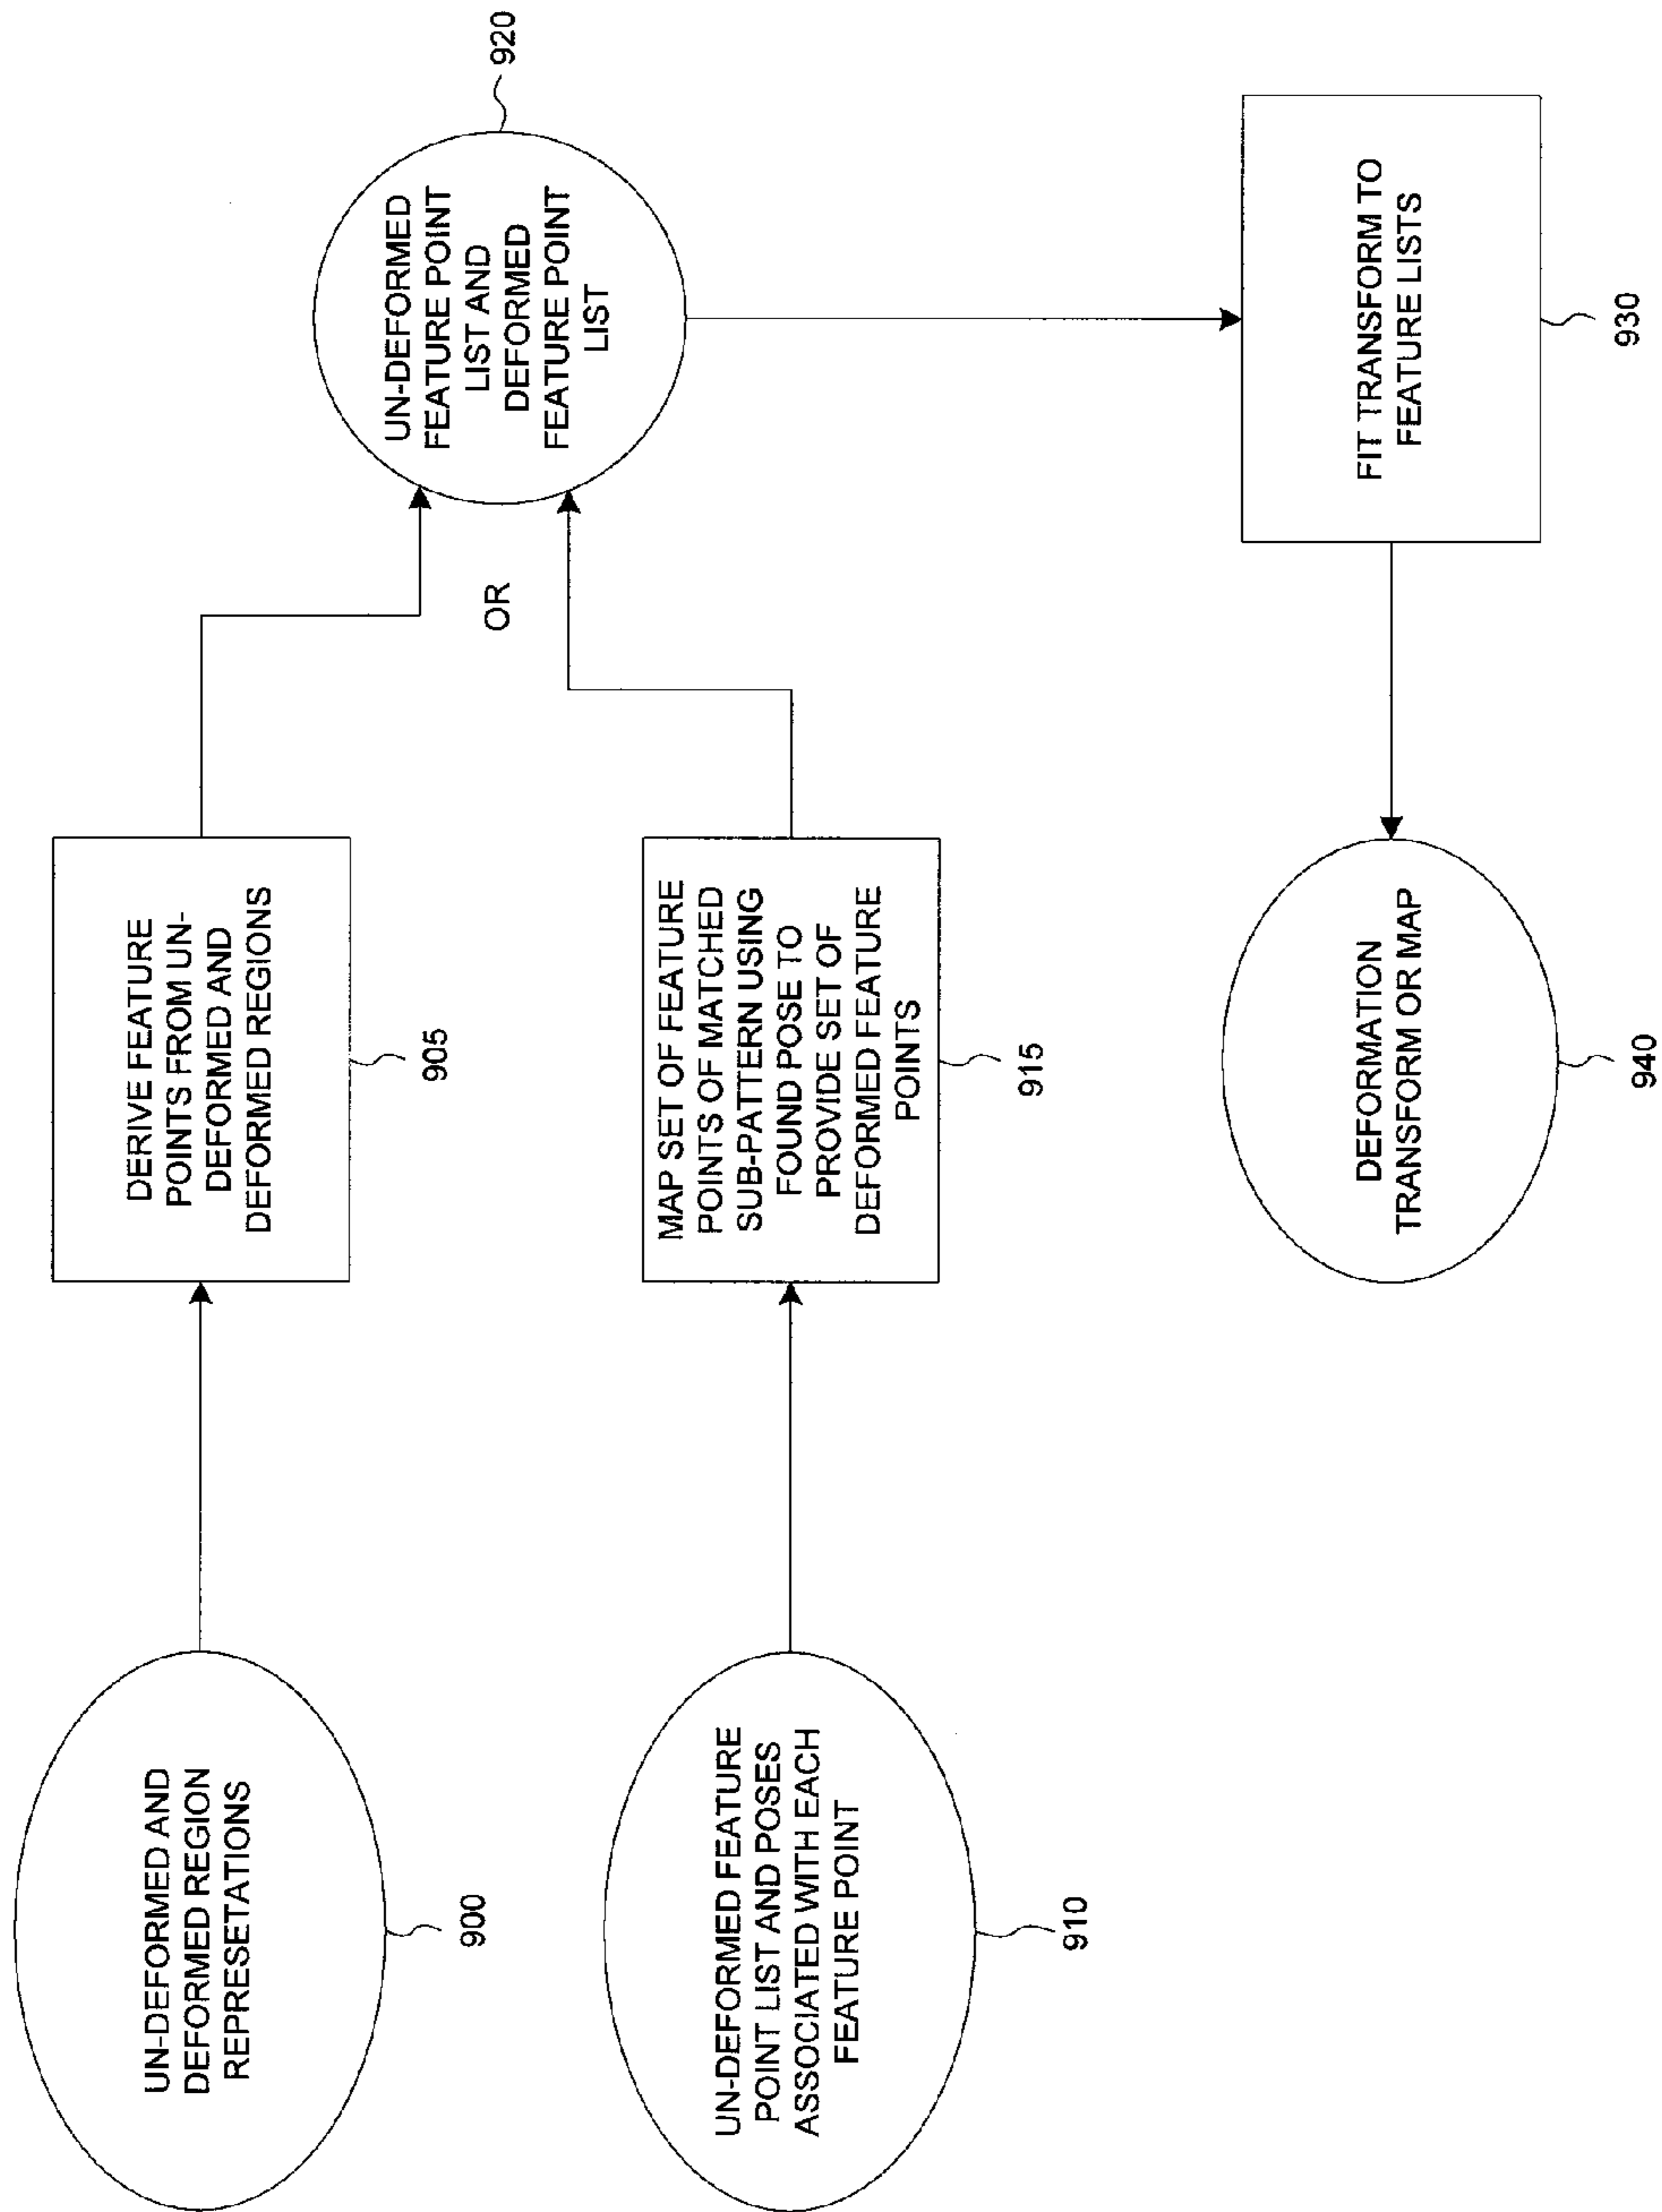 UN-DEFORMED AND
DEFORMED REGION
REPRESETATIONS
900
DERIVE FEATURE
POINTS FROM UN-
DEFORMED AND
DEFORMED REGIONS
905
UN-DEFORMED FEATURE
POINT LIST AND POSES
ASSOCIATED WITH EACH
FEATURE POINT
910
MAP SET OF FEATURE
POINTS OF MATCHED
SUB-PATTERN USING
FOUND POSE TO
PROVIDE SET OF
DEFORMED FEATURE
POINTS
915
OR
UN-DEFORMED
FEATURE POINT
LIST AND
DEFORMED
FEATURE POINT
LIST
920
FIT TRANSFORM TO
FEATURE LISTS
930
DEFORMATION
TRANSFORM OR MAP
940